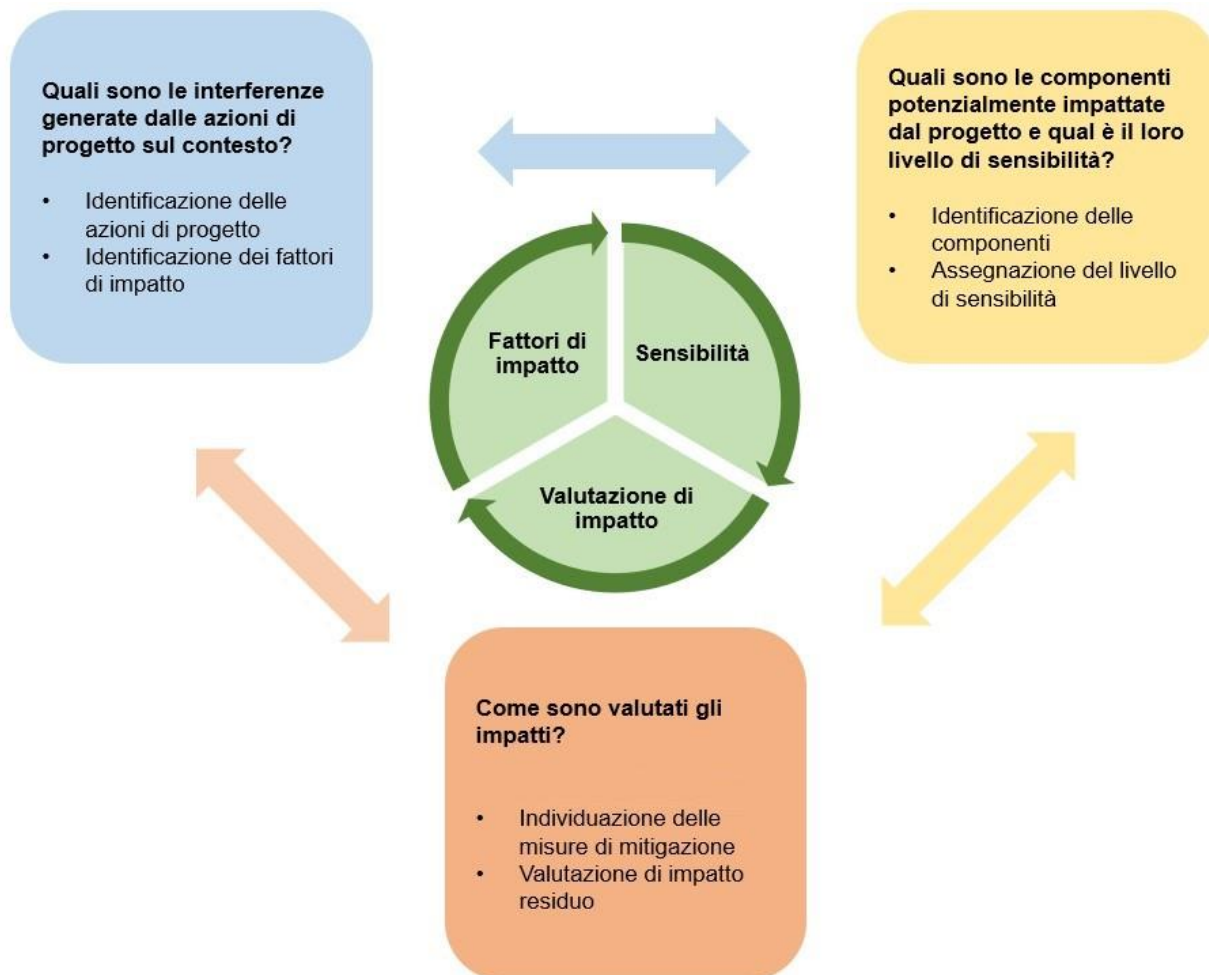 Quali sono le interferenze
generate dalle azioni di
progetto sul contesto?
• Identificazione delle
azioni di progetto
• Identificazione dei fattori
di impatto
Quali sono le componenti
potenzialmente impattate
dal progetto e qual è il loro
livello di sensibilità?
• Identificazione delle
componenti
• Assegnazione del livello
di sensibilità
Fattori di
impatto
Sensibilità
Valutazione di
impatto
Come sono valutati gli
impatti?
• Individuazione delle
misure di mitigazione
• Valutazione di impatto
residuo